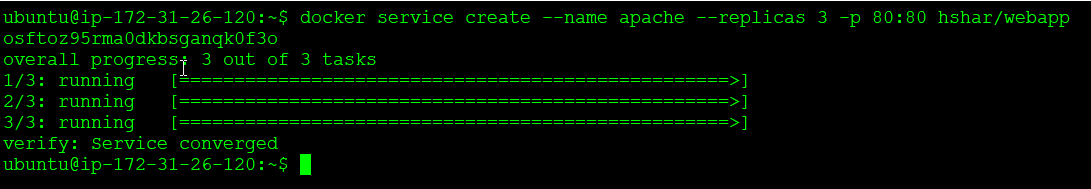 ubuntu@ip-172-31-26-120:~$ docker service create --name apache --replicas 3 -p 80:80 hshar/webapp
osftoz95rma0dkbsganqk0f3o
overall progress: 3 out of 3 tasks
1/3: running   [==================================================>]
2/3: running   [==================================================>]
3/3: running   [==================================================>]
verify: Service converged
ubuntu@ip-172-31-26-120:~$